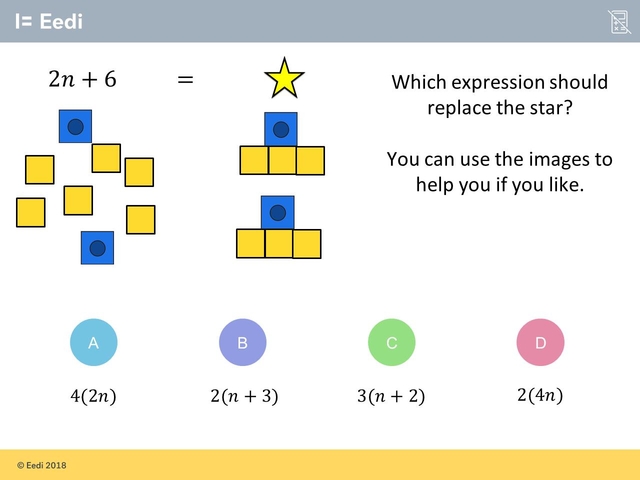 Eedi
2n + 6 =
Which expression should
replace the star?
You can use the images to
help you if you like.
A
B
C
D
4(2n)
2(n + 3)
3(n + 2)
2(4n)
© Eedi 2018